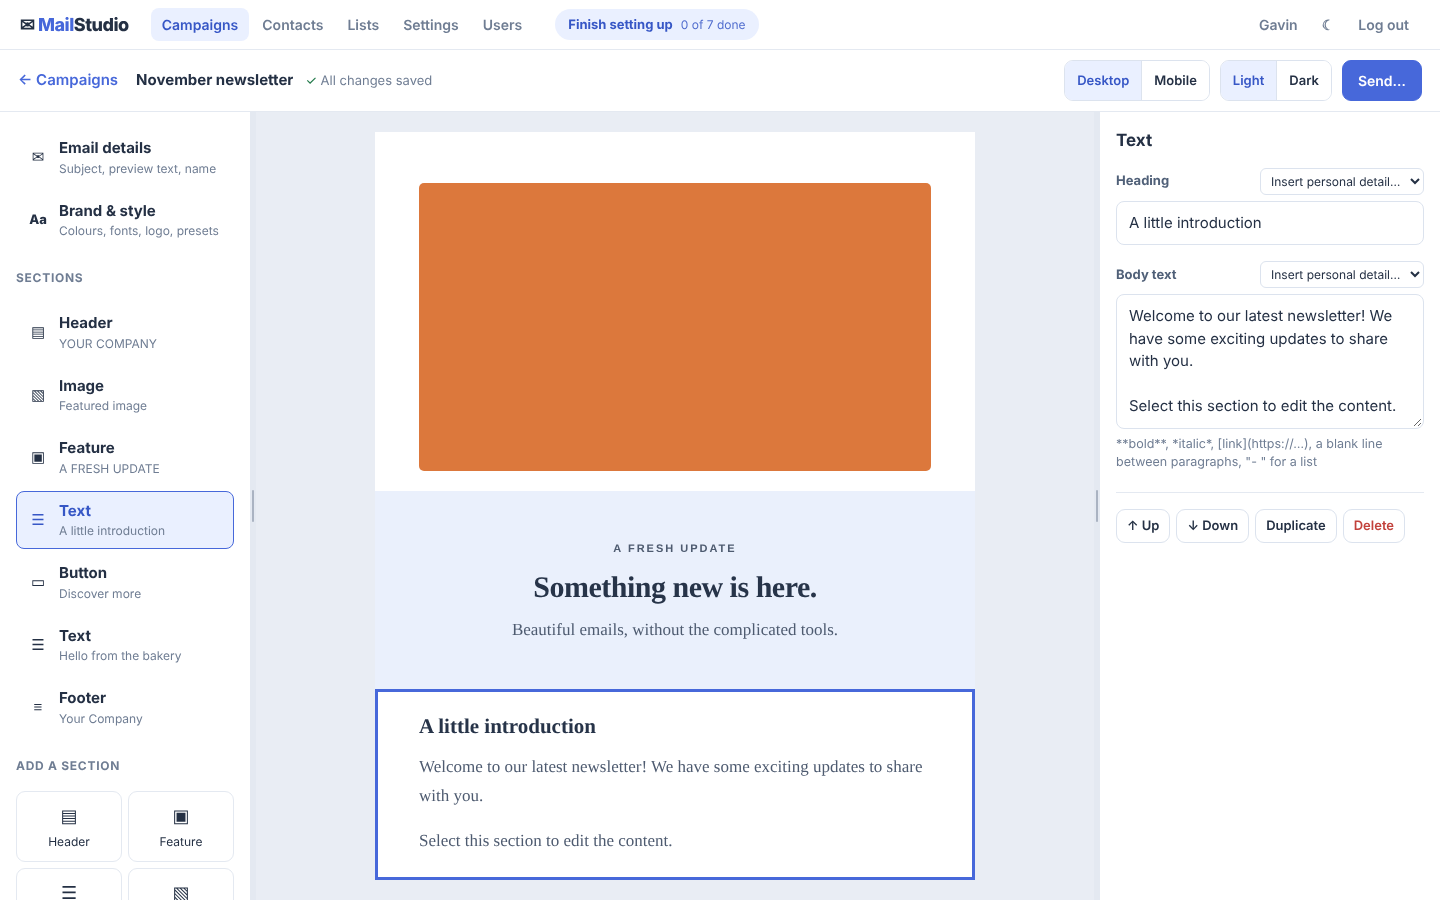 ✉ MailStudio
Campaigns
Contacts
Lists
Settings
Users
Finish setting up 0 of 7 done
Gavin
☾
Log out
← Campaigns
November newsletter
✓ All changes saved
Desktop
Mobile
Light
Dark
Send...
Email details
Subject, preview text, name
Aa
Brand & style
Colours, fonts, logo, presets
SECTIONS
Header
YOUR COMPANY
Image
Featured image
Feature
A FRESH UPDATE
Text
A little introduction
Button
Discover more
Text
Hello from the bakery
Footer
Your Company
ADD A SECTION
Header
Feature
A FRESH UPDATE
Something new is here.
Beautiful emails, without the complicated tools.
A little introduction
Welcome to our latest newsletter! We have some exciting updates to share
with you.
Select this section to edit the content.
Text
Heading
Insert personal detail...
A little introduction
Body text
Insert personal detail...
Welcome to our latest newsletter! We
have some exciting updates to share
with you.
Select this section to edit the content.
**bold**, *italic*, [link](https://...), a blank line
between paragraphs, "- " for a list
↑ Up
↓ Down
Duplicate
Delete